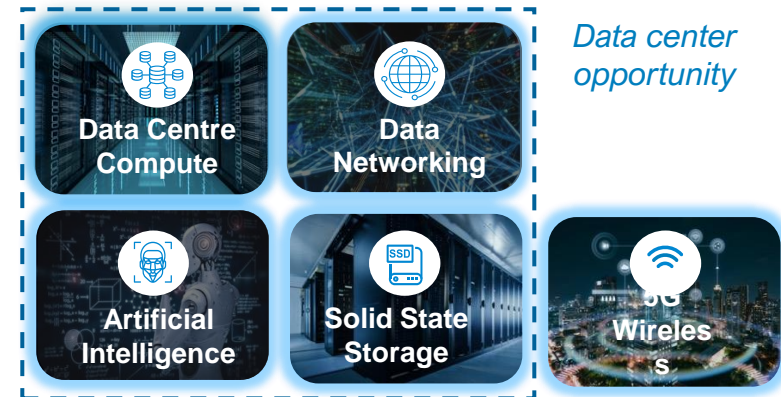 Data center
opportunity
Data Centre
Compute
Data
Networking
Artificial
Intelligence
SSD
Solid State
Storage
5G
Wireles
s